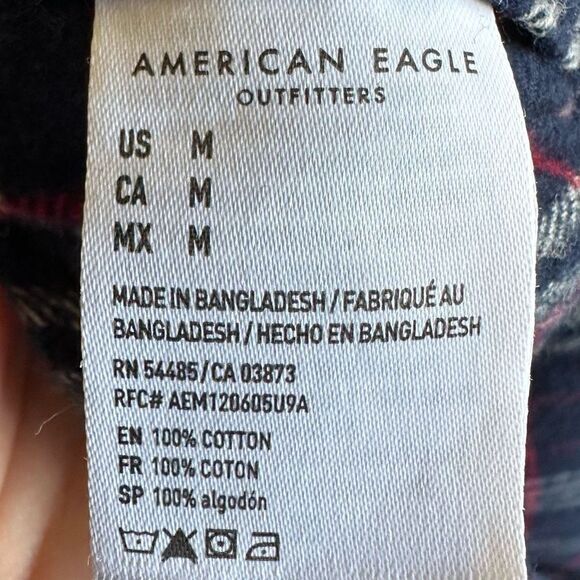 AMERICAN EAGLE
OUTFITTERS
US M
CA M
MX M
MADE IN BANGLADESH / FABRIQUÉ AU
BANGLADESH / HECHO EN BANGLADESH
RN 54485 / CA 03873
RFC# AEM120605U9A
EN 100% COTTON
FR 100% COTON
SP 100% algodón